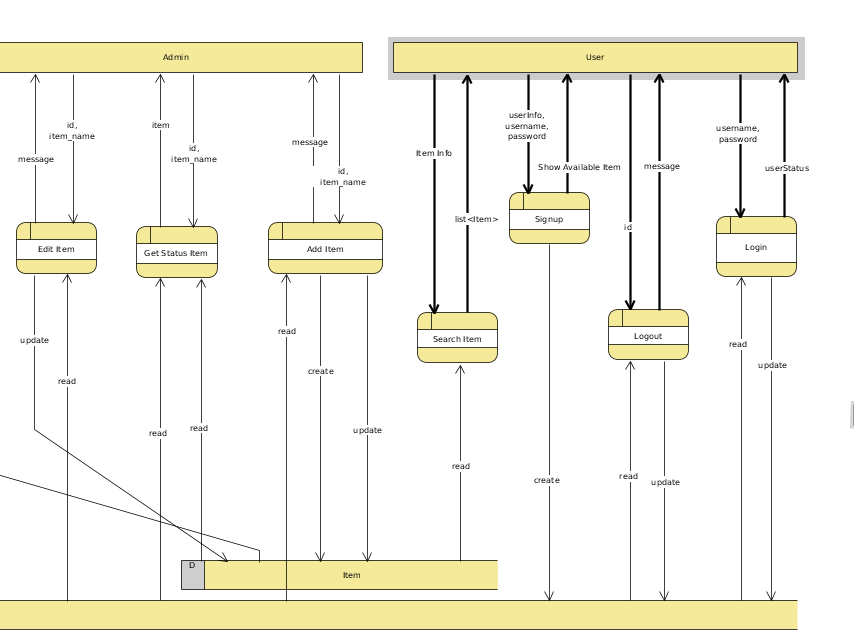 Admin
User
id,
item_name
message
item
id,
item_name
message
id,
item_name
Item Info
list<Item>
userInfo,
username,
password
Show Available Item
id
message
username,
password
userStatus
Edit Item
Get Status Item
Add Item
Search Item
Signup
Logout
Login
update
read
read
read
read
create
update
read
create
read
update
read
update
D
Item